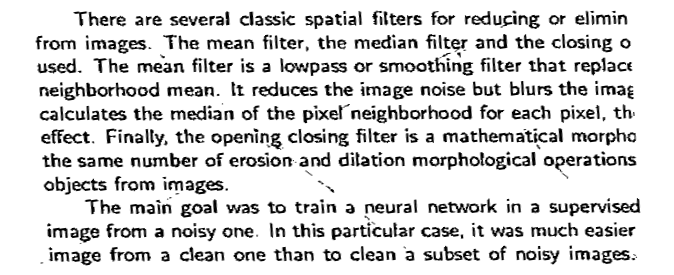 There are several classic spatial filters for reducing or elimin
from images. The mean filter, the median filter and the closing o
used. The mean filter is a lowpass or smoothing filter that replace
neighborhood mean. It reduces the image noise but blurs the imag
calculates the median of the pixel neighborhood for each pixel, th
effect. Finally, the opening closing filter is a mathematical morpho
the same number of erosion and dilation morphological operations
objects from images.
The main goal was to train a neural network in a supervised
image from a noisy one. In this particular case, it was much easier
image from a clean one than to clean a subset of noisy images.